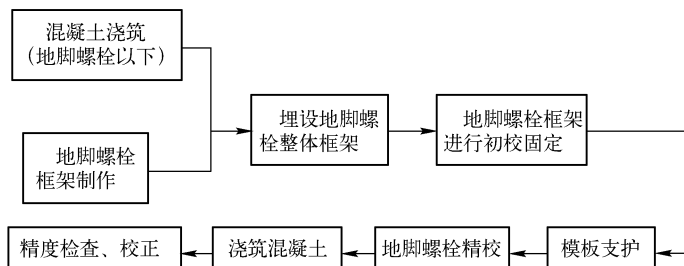 混凝土浇筑
(地脚螺栓以下)
地脚螺栓
框架制作
埋设地脚螺
栓整体框架
地脚螺栓框架
进行初校固定
模板支护
地脚螺栓精校
浇筑混凝土
精度检查、校正